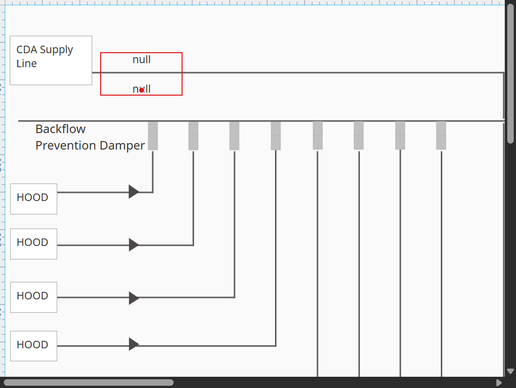 CDA Supply
Line
null
null
Backflow
Prevention Damper
HOOD
HOOD
HOOD
HOOD